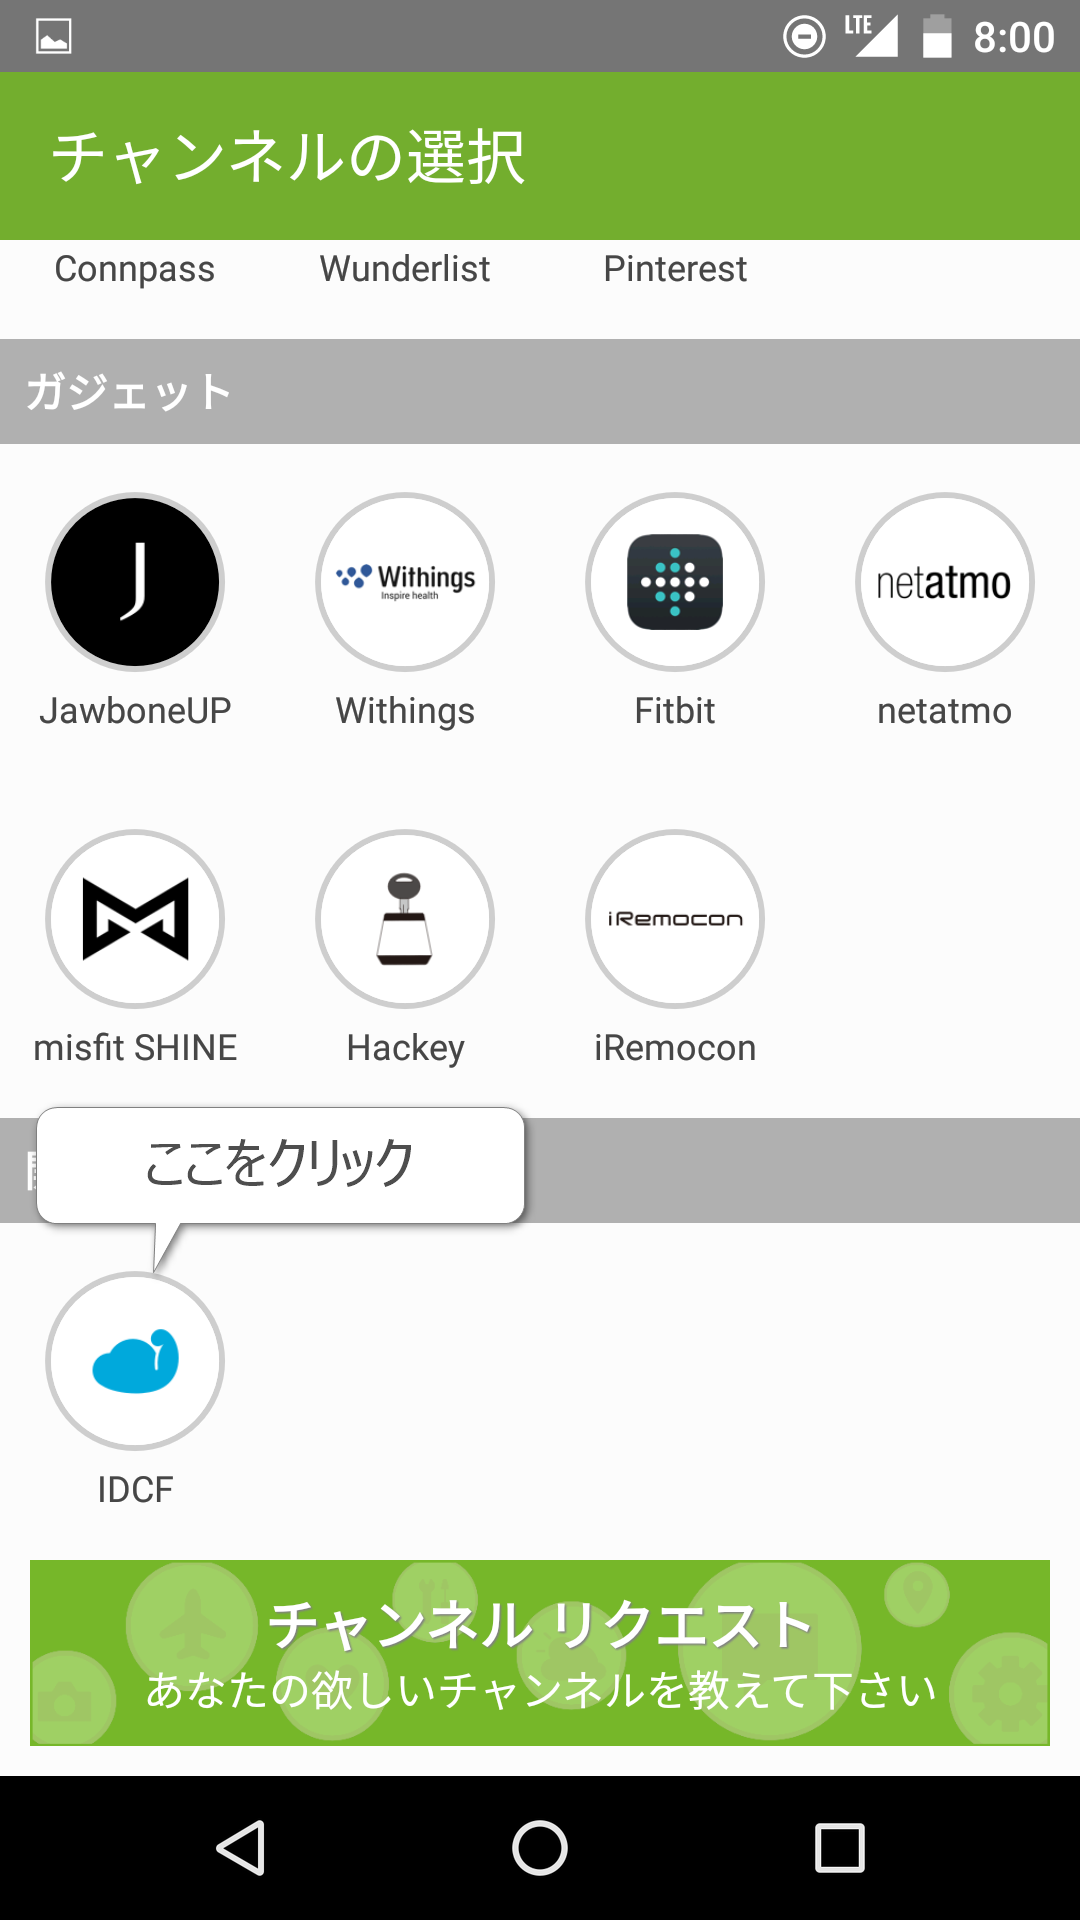 LTE 8:00
チャンネルの選択
Connpass Wunderlist Pinterest
ガジェット
J Withings Inspire health netatmo
JawboneUP Withings Fitbit netatmo
iRemocon
misfit SHINE Hackey iRemocon
ここをクリック
IDCF
チャンネル リクエスト
あなたの欲しいチャンネルを教えて下さい